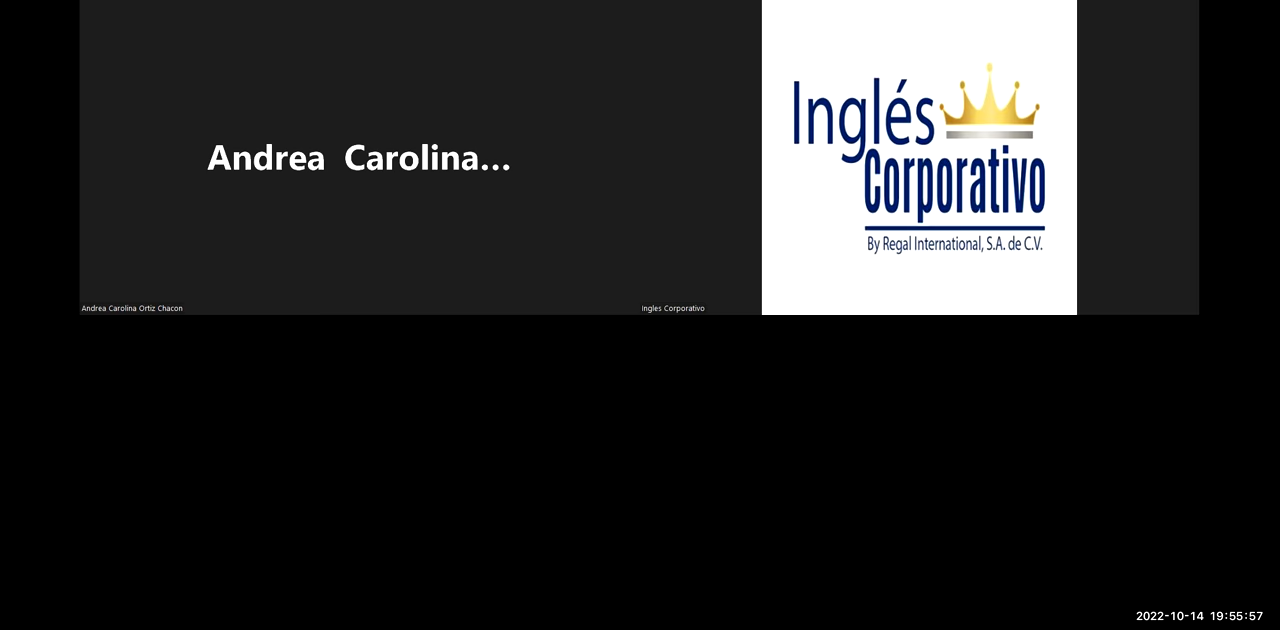 Andrea Carolina...
Andrea Carolina Ortiz Chacon
Inglés
Corporativo
By Regal International, S.A. de C.V.
Ingles Corporativo
2022-10-14 19:55:57